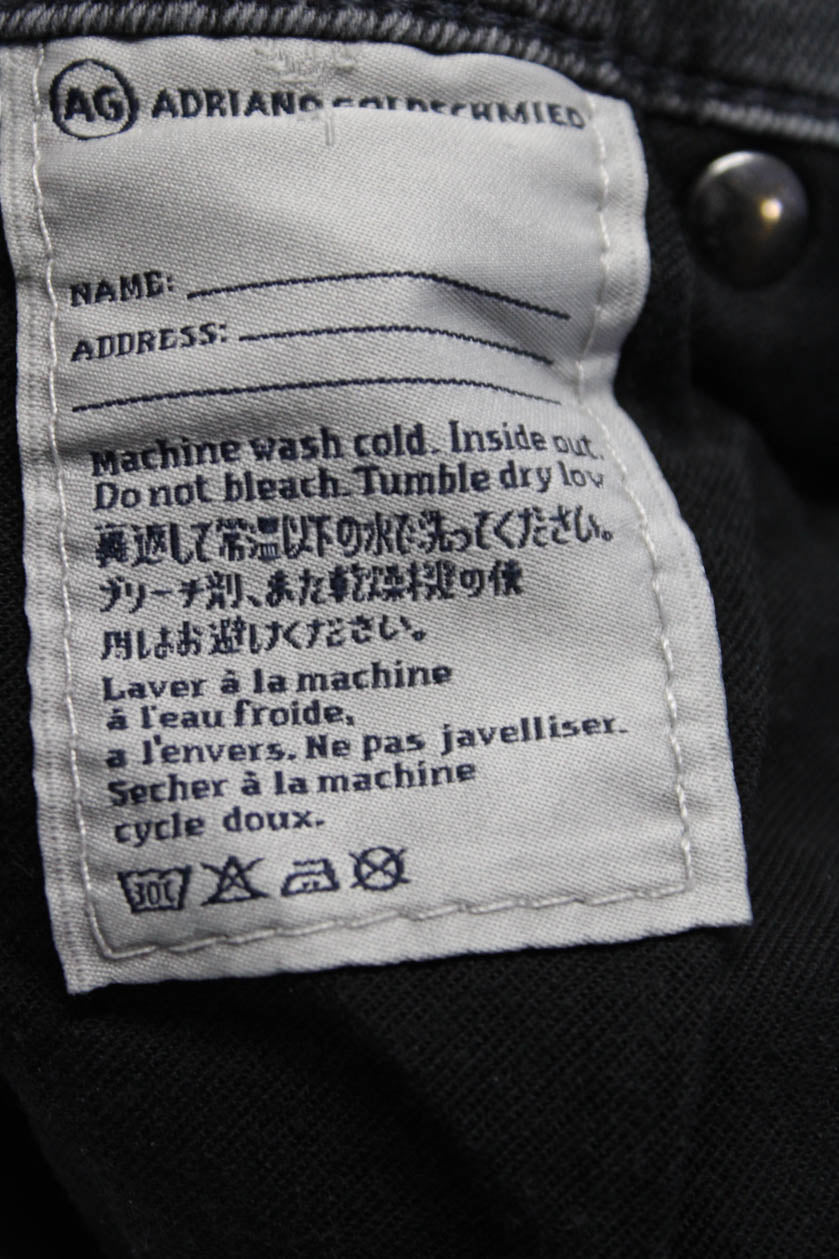 AG ADRIANO GOLDSCHMIED
NAME:
ADDRESS:
Machine wash cold. Inside out.
Do not bleach. Tumble dry low
裏返して常温以下の水で洗ってください。
ブリーチ剤、また乾燥料理の使
用はお避けください。
Laver à la machine
à l'eau froide,
a l'envers. Ne pas javelliser.
Secher à la machine
cycle doux.
30C